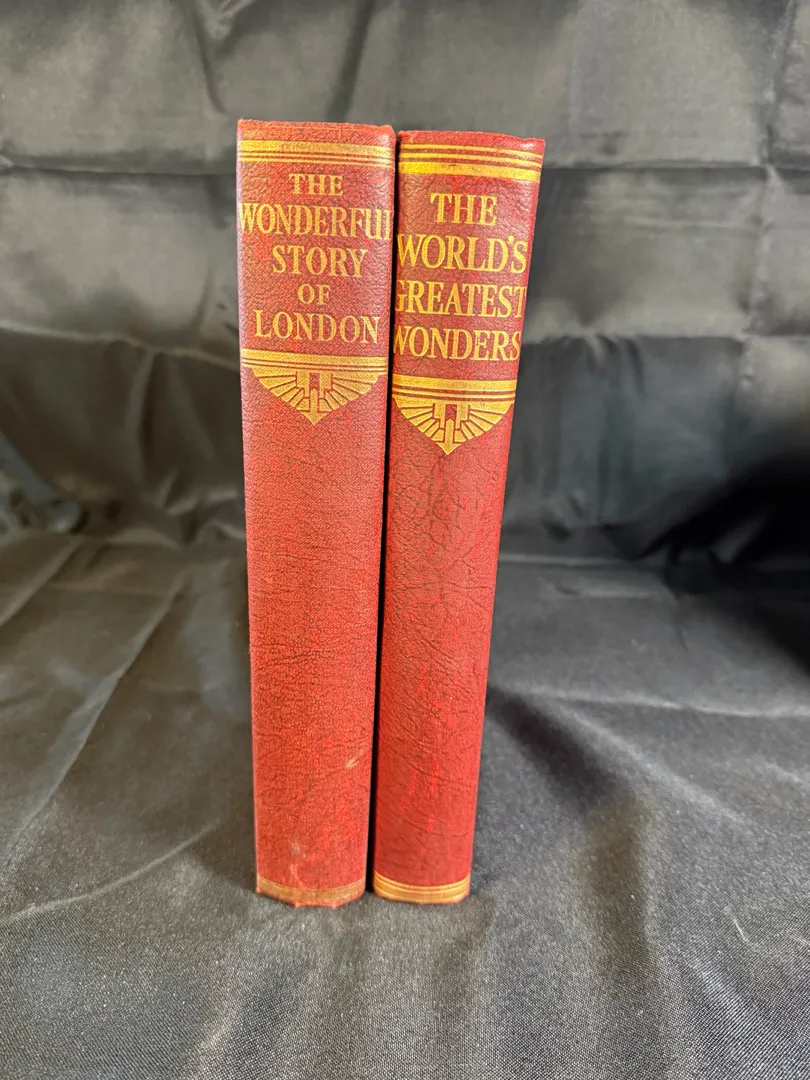 THE
WONDERFUL
STORY
OF
LONDON
THE
WORLD'S
GREATEST
WONDERS